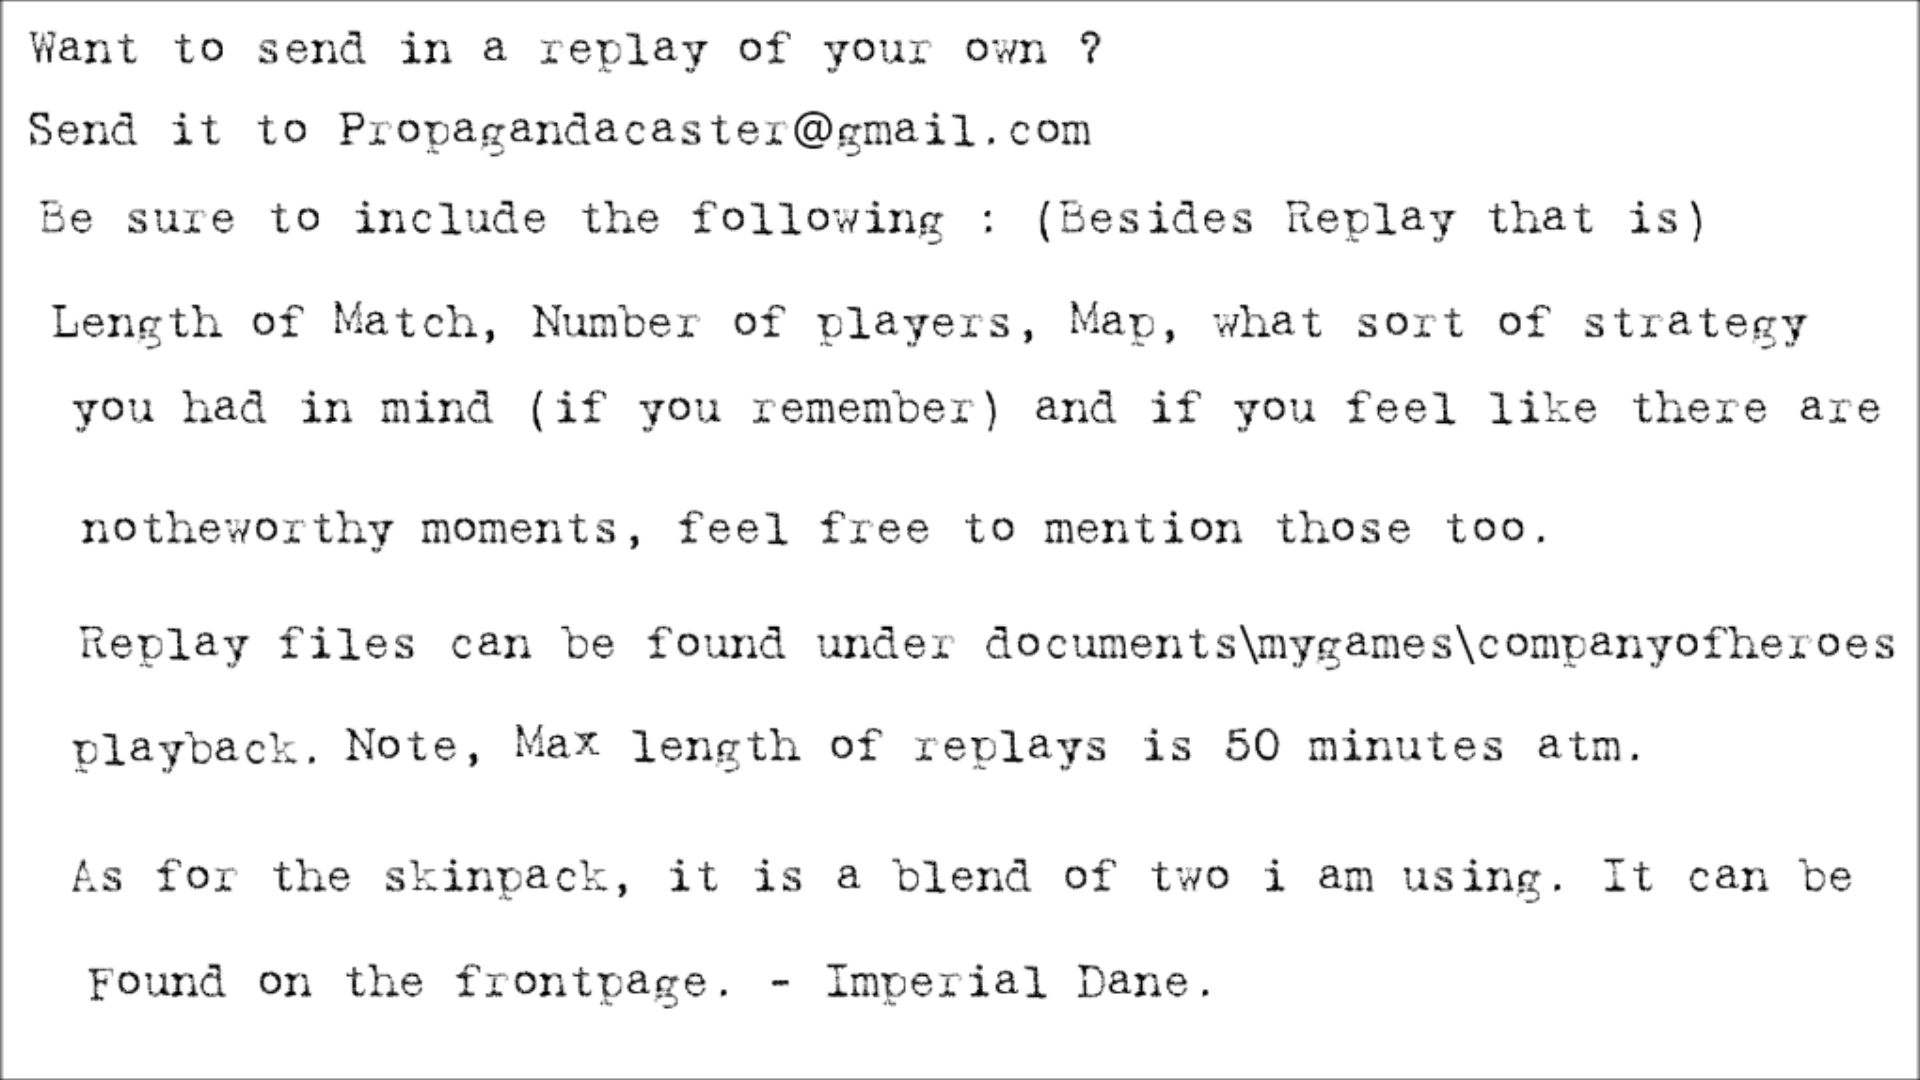 Want to send in a replay of your own ?
Send it to Propagandacaster@gmail.com
Be sure to include the following : (Besides Replay that is)
Length of Match, Number of players, Map, what sort of strategy
you had in mind (if you remember) and if you feel like there are
notheworthy moments, feel free to mention those too.
Replay files can be found under documents\mygames\companyofheroes
playback. Note, Max length of replays is 50 minutes atm.
As for the skinpack, it is a blend of two i am using. It can be
Found on the frontpage. - Imperial Dane.